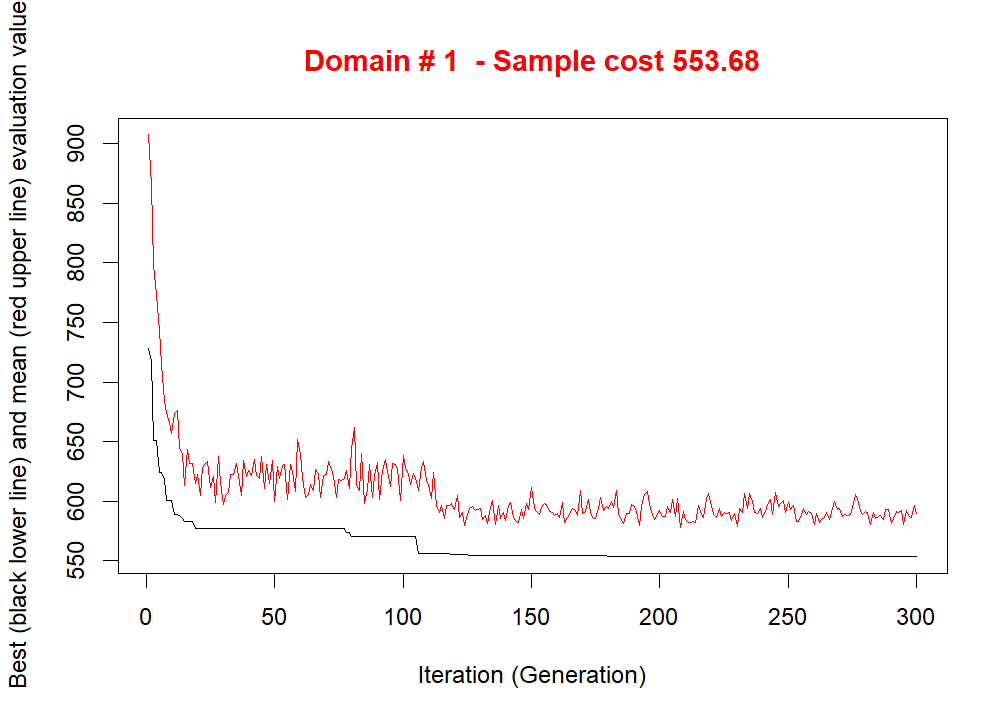 Domain # 1  - Sample cost 553.68
Best (black lower line) and mean (red upper line) evaluation value
900
850
800
750
700
650
600
550
0 50 100 150 200 250 300
Iteration (Generation)